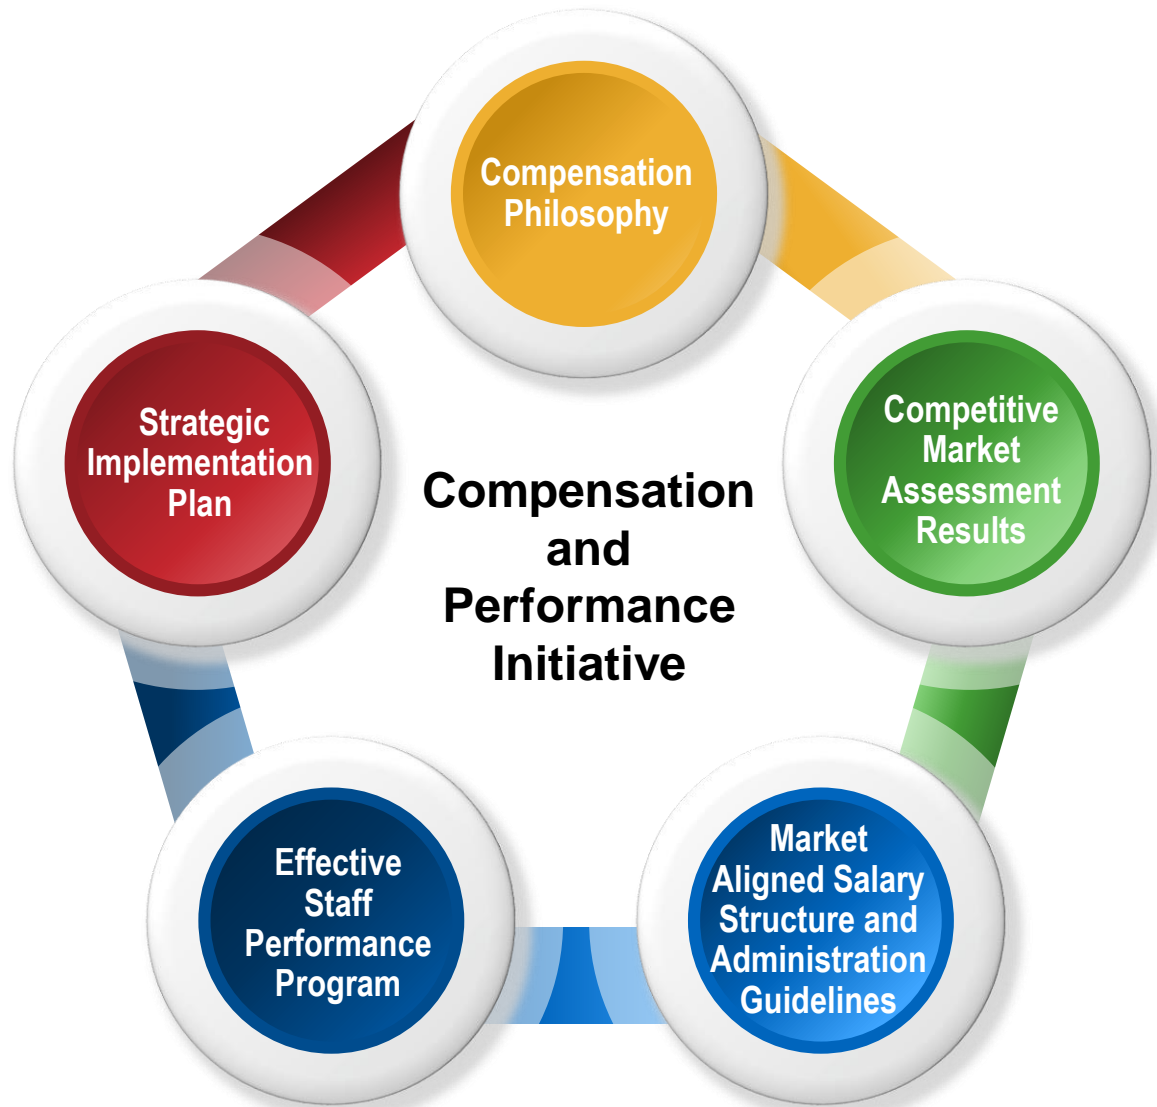 Compensation
Philosophy
Competitive
Market
Assessment
Results
Market
Aligned Salary
Structure and
Administration
Guidelines
Effective
Staff
Performance
Program
Strategic
Implementation
Plan
Compensation
and
Performance
Initiative